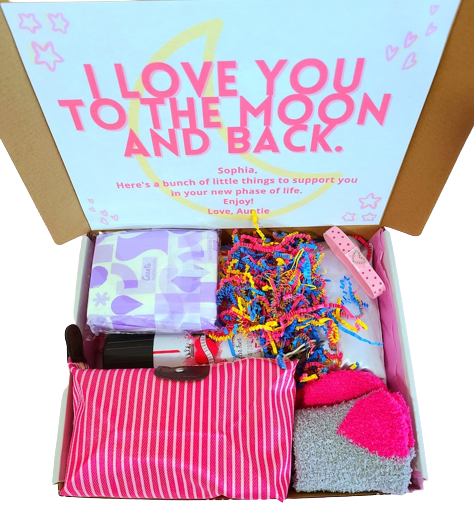 I LOVE YOU
TO THE MOON
AND BACK.
Sophia,
Here's a bunch of little things to support you
in your new phase of life.
Enjoy!
Love, Auntie